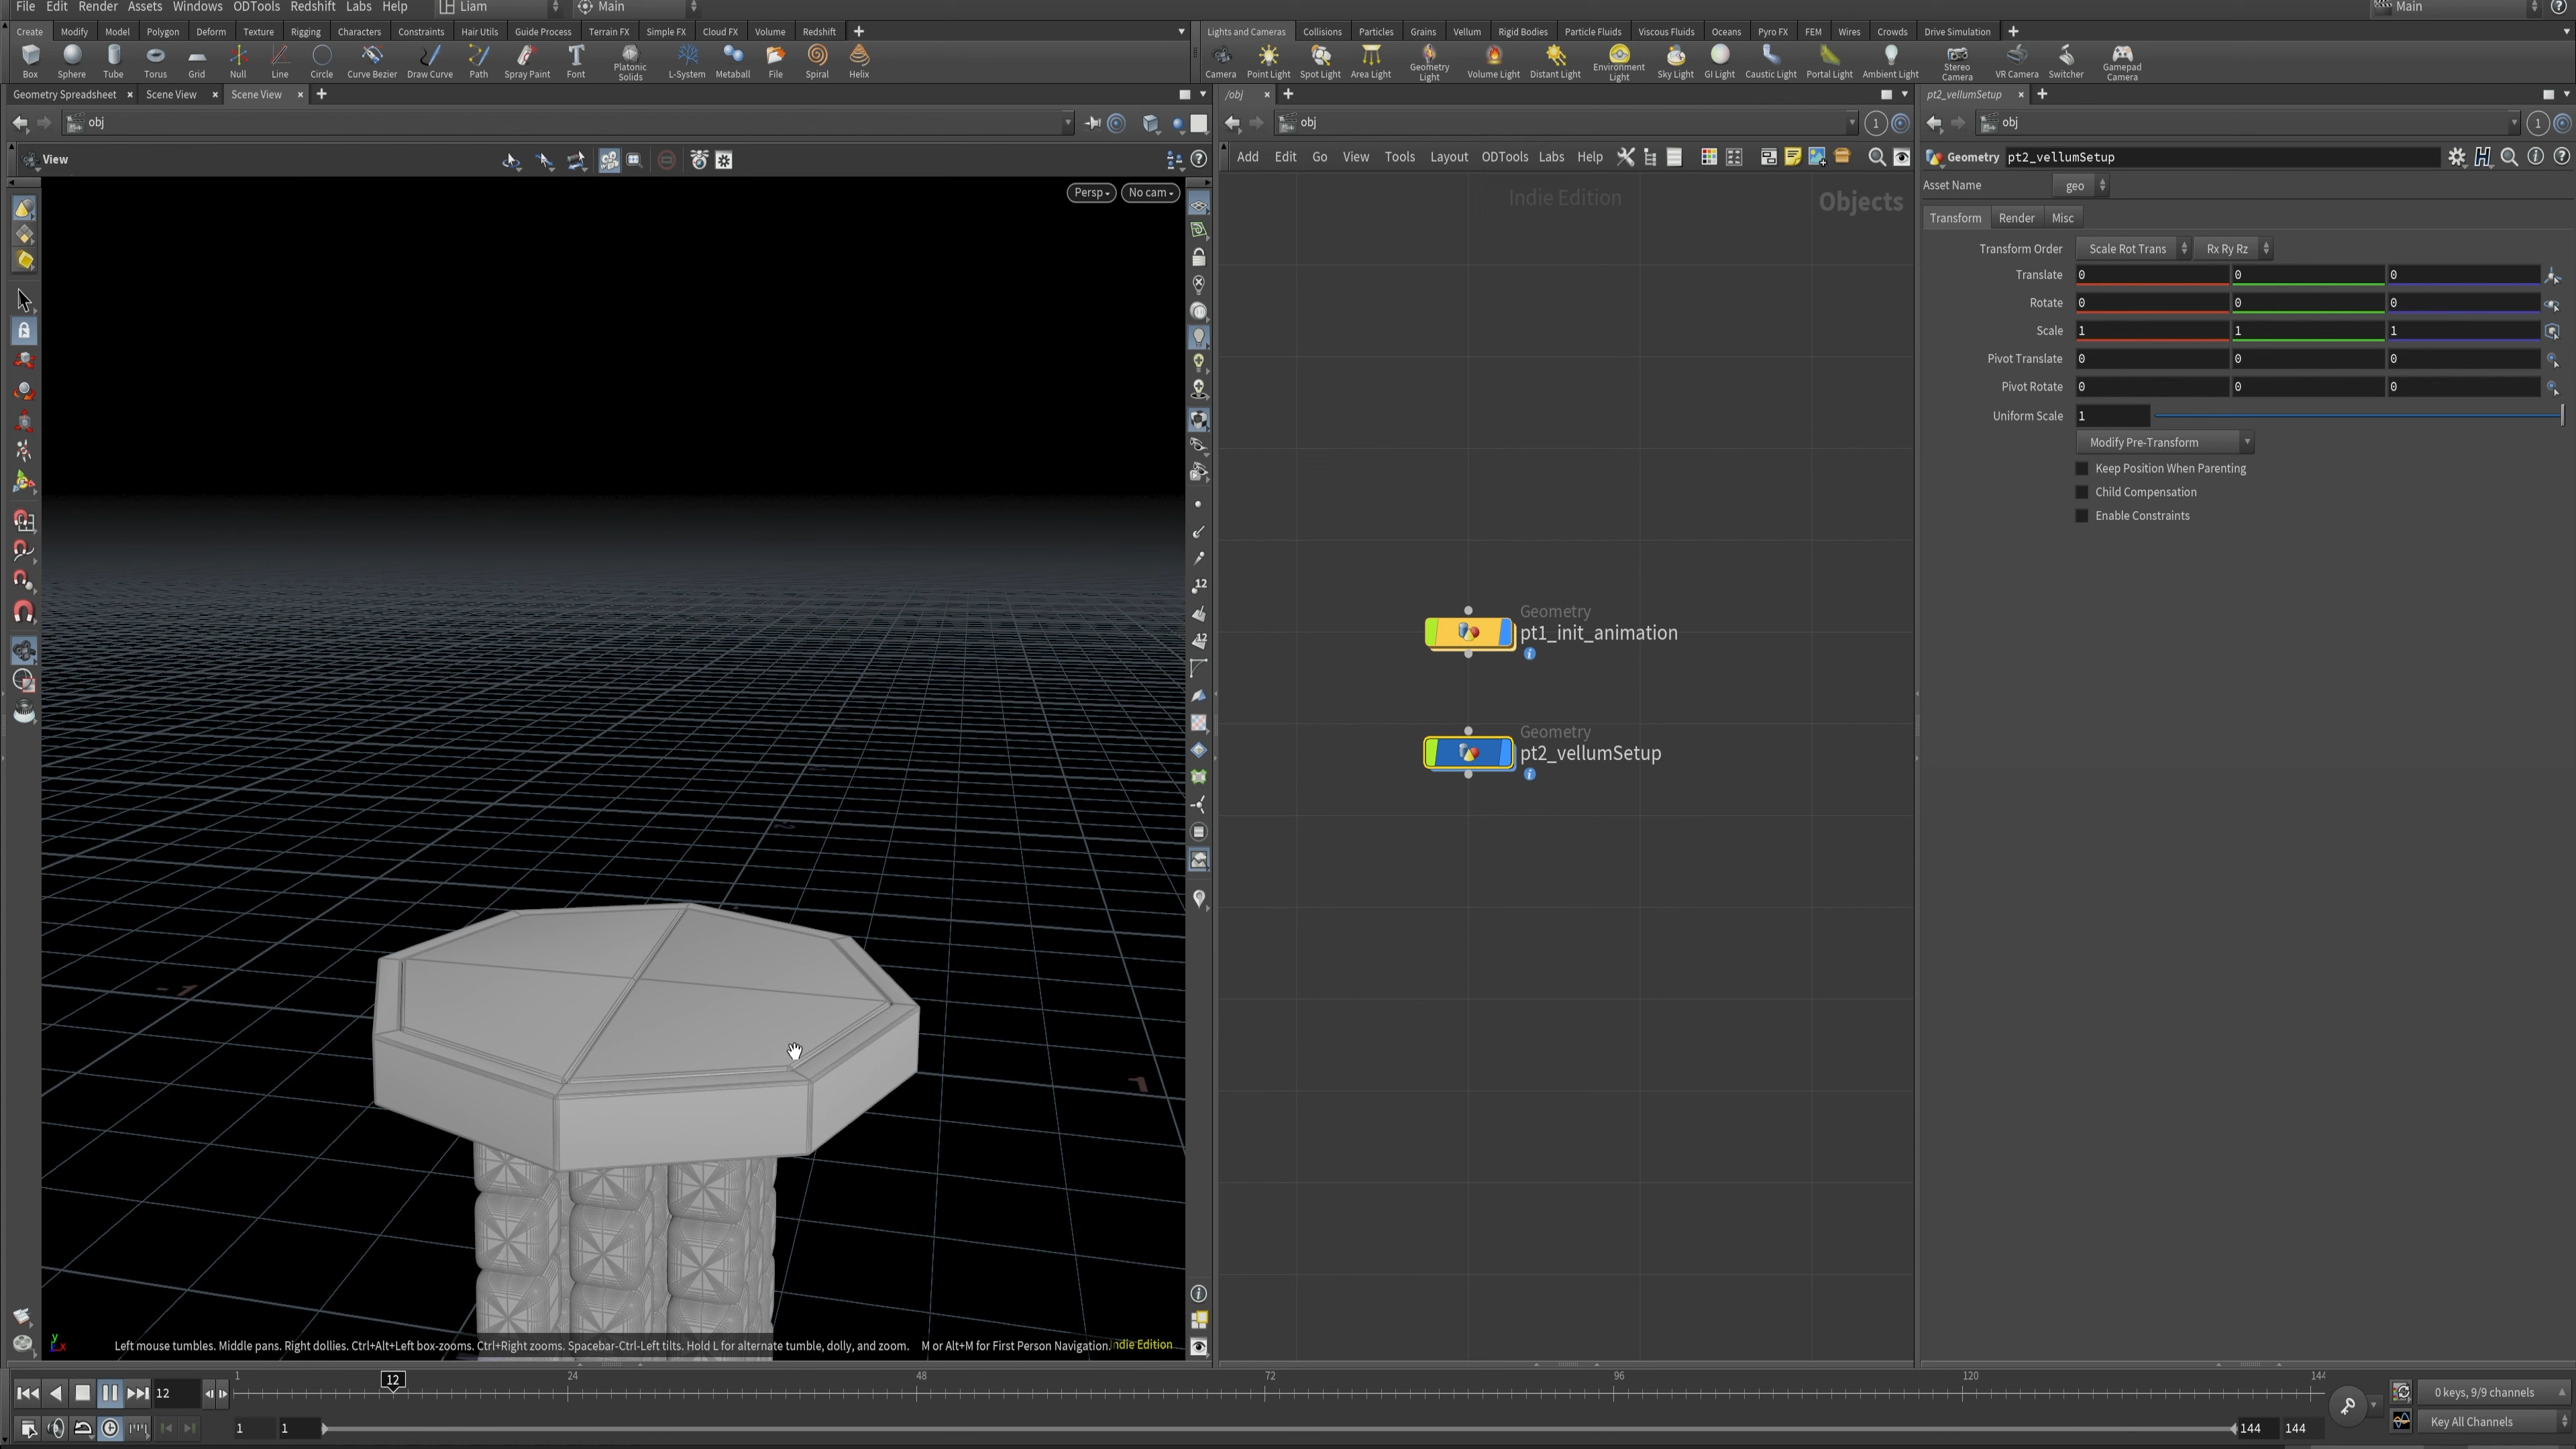 File Edit Render Assets Windows ODTools Redshift Labs Help Liam Main Main
Create Modify Model Polygon Deform Texture Rigging Characters Constraints Hair Utils Guide Process Terrain FX Simple FX Cloud FX Volume Redshift
Lights and Cameras Collisions Particles Grains Vellum Rigid Bodies Particle Fluids Viscous Fluids Oceans Pyro FX FEM Wires Crowds Drive Simulation
Box Sphere Tube Torus Grid Null Line Circle Curve Bezier Draw Curve Path Spray Paint Font Platonic Solids L-System Metaball File Spiral Helix
Camera Point Light Spot Light Area Light Geometry Light Volume Light Distant Light Environment Light Sky Light GI Light Caustic Light Portal Light Ambient Light Stereo Camera VR Camera Switcher Gamepad Camera
Geometry Spreadsheet Scene View Scene View
/obj
pt2_vellumSetup
obj
obj 1
obj 1
View
Persp No cam
Add Edit Go View Tools Layout ODTools Labs Help
Indie Edition
Objects
Geometry
pt1_init_animation
Geometry
pt2_vellumSetup
Geometry pt2_vellumSetup
Asset Name geo
Transform Render Misc
Transform Order Scale Rot Trans Rx Ry Rz
Translate 0 0 0
Rotate 0 0 0
Scale 1 1 1
Pivot Translate 0 0 0
Pivot Rotate 0 0 0
Uniform Scale 1
Modify Pre-Transform
Keep Position When Parenting
Child Compensation
Enable Constraints
12
12
-1
1
y
x
Left mouse tumbles. Middle pans. Right dollies. Ctrl+Alt+Left box-zooms. Ctrl+Right zooms. Spacebar-Ctrl-Left tilts. Hold L for alternate tumble, dolly, and zoom. M or Alt+M for First Person Navigation. Indie Edition
12 1 12 24 48 72 96 120 144
0 keys, 9/9 channels
1 1 144 144
Key All Channels